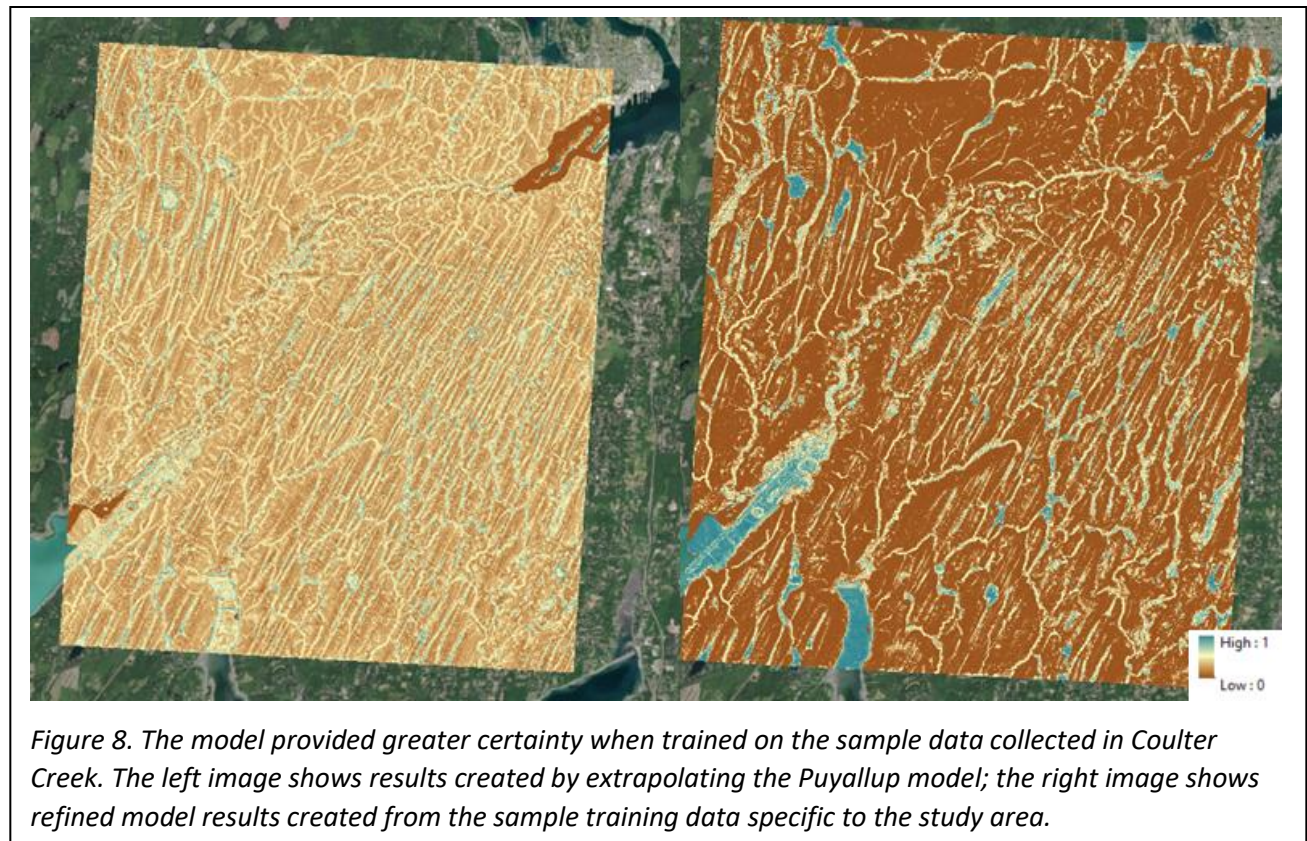 High : 1
Low : 0
Figure 8. The model provided greater certainty when trained on the sample data collected in Coulter
Creek. The left image shows results created by extrapolating the Puyallup model; the right image shows
refined model results created from the sample training data specific to the study area.